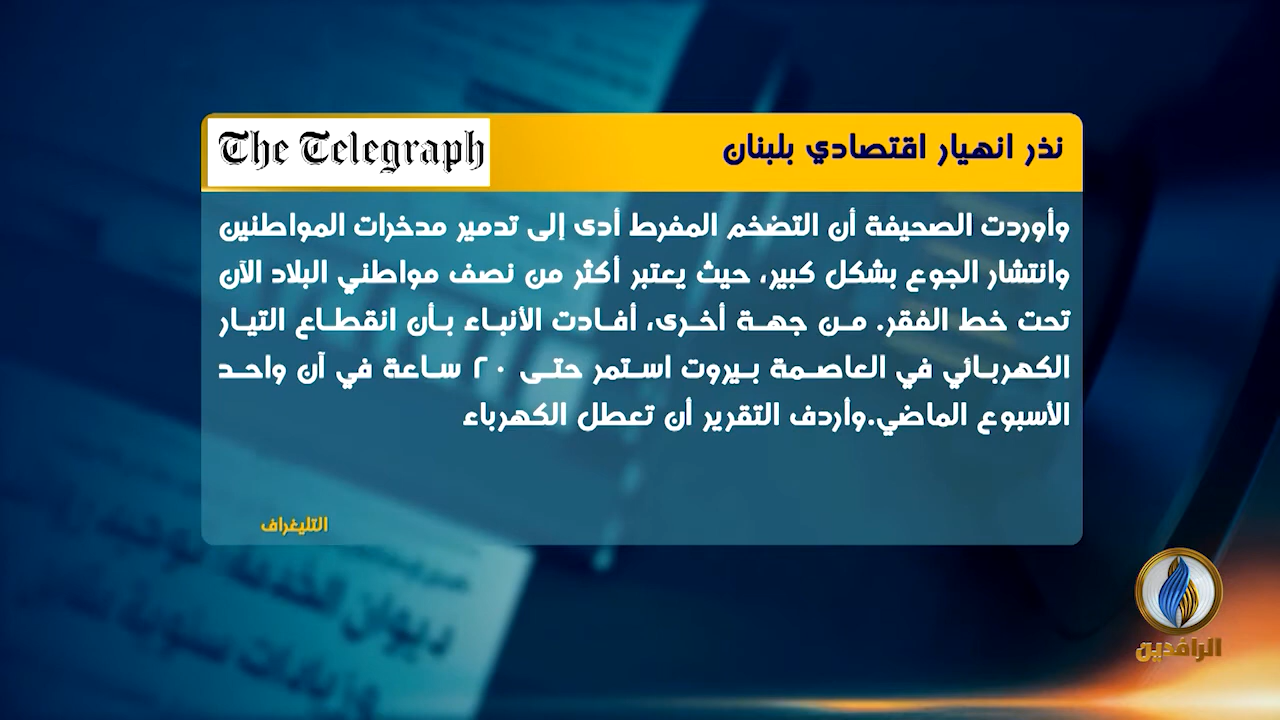 The Telegraph
نذر انهيار اقتصادي بلبنان
وأوردت الصحيفة أن التضخم المفرط أدى إلى تدمير مدخرات المواطنين
وانتشار الجوع بشكل كبير، حيث يعتبر أكثر من نصف مواطني البلاد الآن
تحت خط الفقر. من جهة أخرى، أفادت الأنباء بأن انقطاع التيار
الكهربائي في العاصمة بيروت استمر حتى ٢٠ ساعة في آن واحد
الأسبوع الماضي.وأردف التقرير أن تعطل الكهرباء
التليغراف
ديوان الخدمة
سنوية
الرافدين